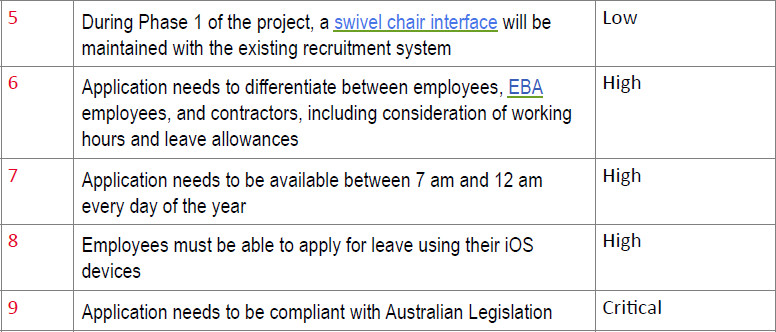 5 During Phase 1 of the project, a swivel chair interface will be Low
maintained with the existing recruitment system
6 Application needs to differentiate between employees, EBA High
employees, and contractors, including consideration of working
hours and leave allowances
7 Application needs to be available between 7 am and 12 am High
every day of the year
8 Employees must be able to apply for leave using their iOS High
devices
9 Application needs to be compliant with Australian Legislation Critical